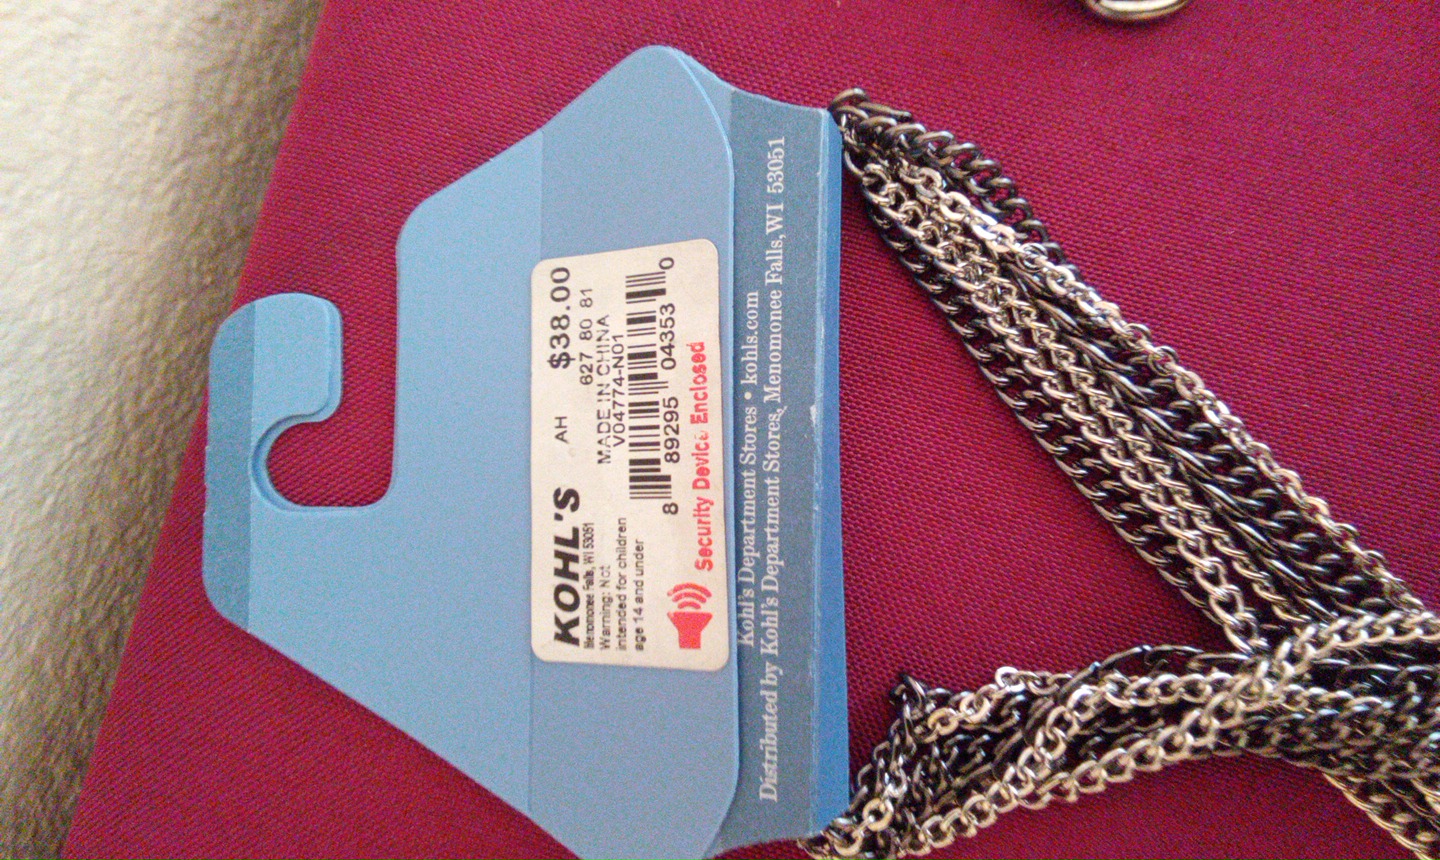 KOHL'S AH $38.00
Menomonee Falls, WI 53051 627 80 81
Warning: Not MADE IN CHINA
intended for children V04774-N01
age 14 and under
8 89295 04353 0
Security Device Enclosed
Kohl's Department Stores • kohls.com
Distributed by Kohl's Department Stores, Menomonee Falls, WI 53051